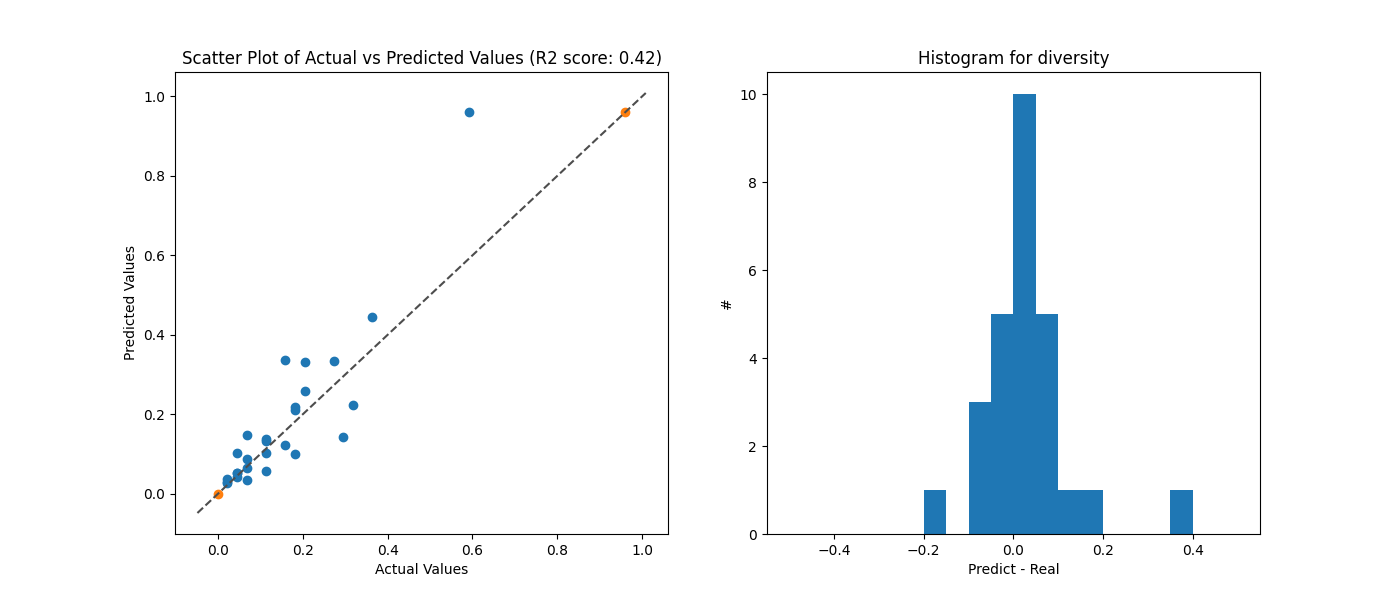 Scatter Plot of Actual vs Predicted Values (R2 score: 0.42)
1.0
0.8
0.6
0.4
0.2
0.0
Predicted Values
0.0 0.2 0.4 0.6 0.8 1.0
Actual Values
Histogram for diversity
10
8
6
4
2
0
#
−0.4 −0.2 0.0 0.2 0.4
Predict - Real